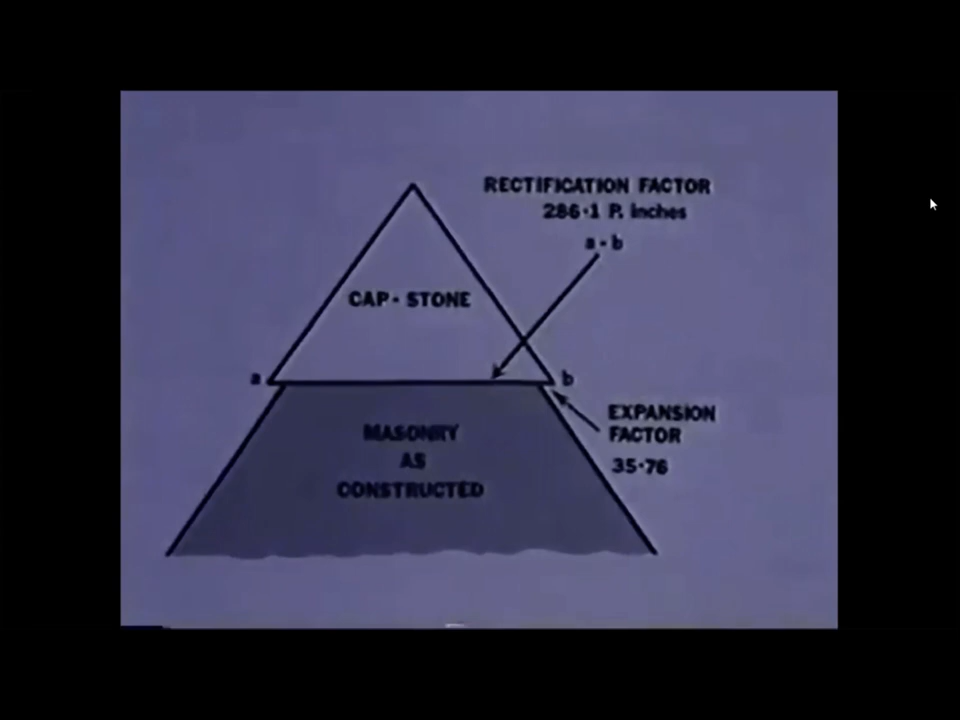 RECTIFICATION FACTOR
286·1 P. inches
a - b
CAP - STONE
a
b
EXPANSION
FACTOR
35·76
MASONRY
AS
CONSTRUCTED